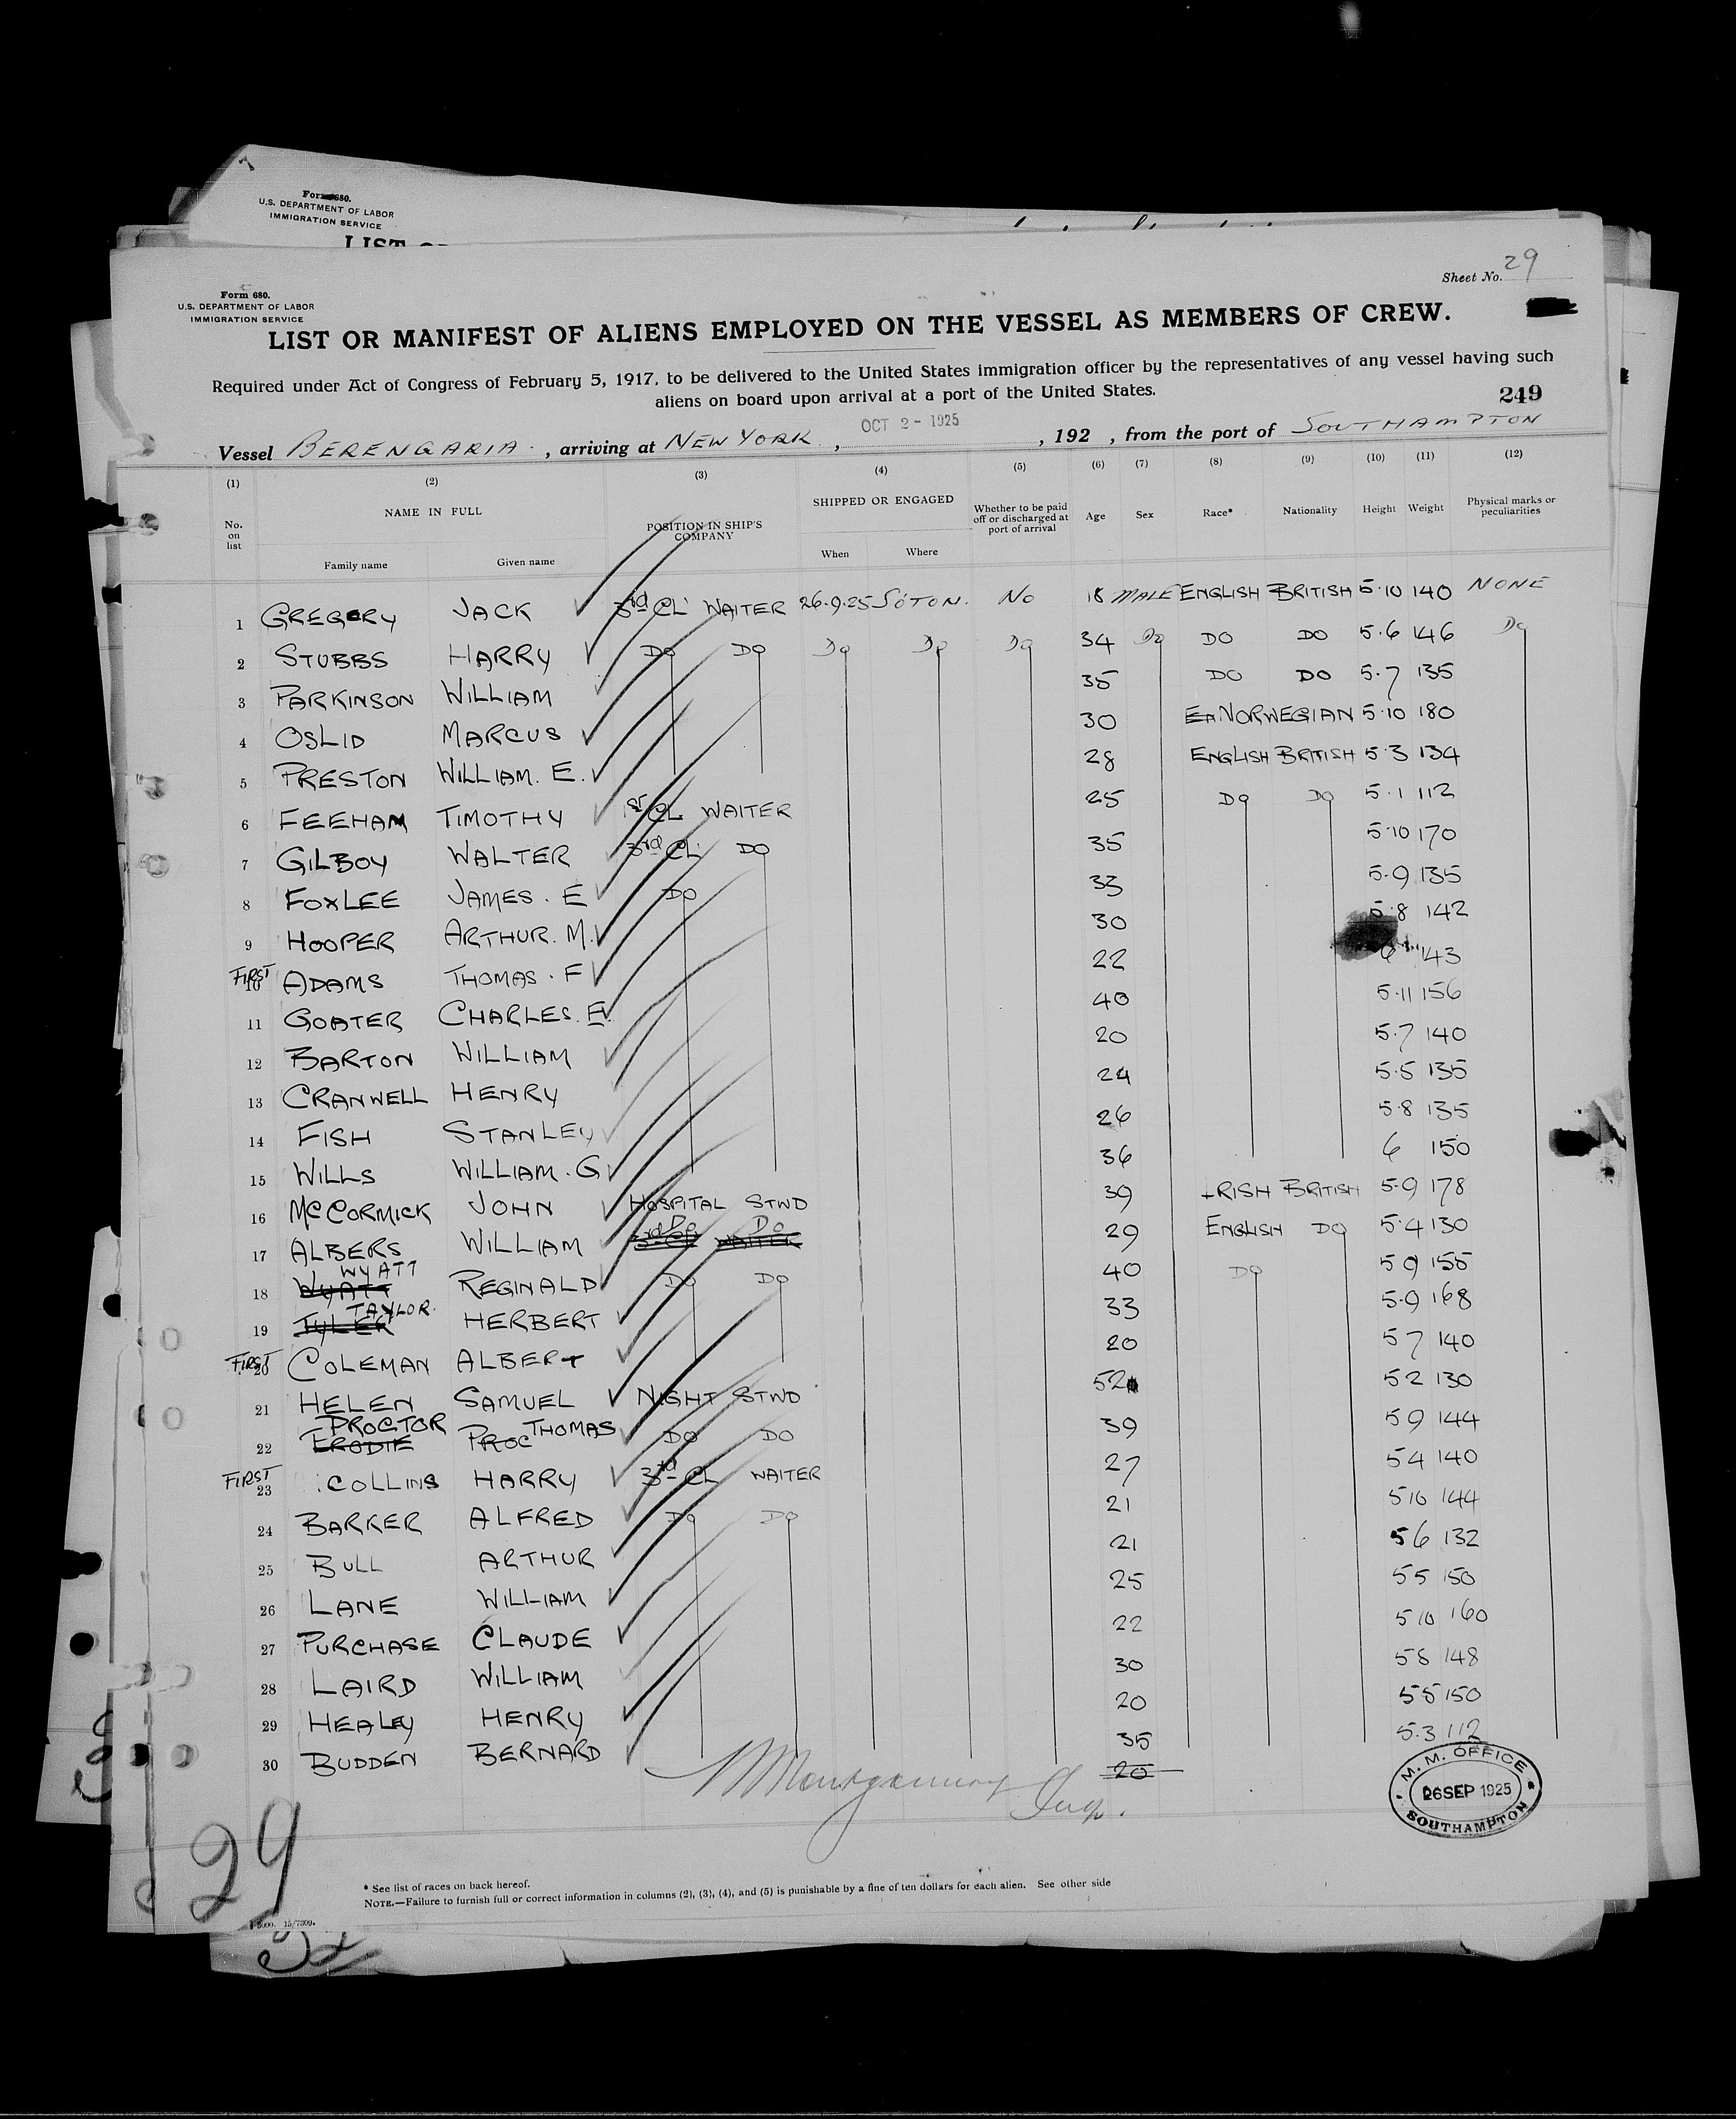 Form 680.
U.S. DEPARTMENT OF LABOR
IMMIGRATION SERVICE
Sheet No. 29
Form 680.
U.S. DEPARTMENT OF LABOR
IMMIGRATION SERVICE
LIST OR MANIFEST OF ALIENS EMPLOYED ON THE VESSEL AS MEMBERS OF CREW.
Required under Act of Congress of February 5, 1917, to be delivered to the United States immigration officer by the representatives of any vessel having such
aliens on board upon arrival at a port of the United States.
249
Vessel BERENGARIA, arriving at NEW YORK, OCT 2 - 1925, 192 , from the port of SOUTHAMPTON
(1) (2) (3) (4) (5) (6) (7) (8) (9) (10) (11) (12)
No. on list NAME IN FULL POSITION IN SHIP'S COMPANY SHIPPED OR ENGAGED Whether to be paid off or discharged at port of arrival Age Sex Race* Nationality Height Weight Physical marks or peculiarities
Family name Given name When Where
1 GREGORY JACK 3rd CL WAITER 26.9.25 SOTON. NO 18 MALE ENGLISH BRITISH 5.10 140 NONE
2 STUBBS HARRY DO DO DO DO DO 34 DO DO DO 5.6 146 DO
3 PARKINSON WILLIAM 35 DO DO 5.7 135
4 OSLID MARCUS 30 NORWEGIAN 5.10 180
5 PRESTON WILLIAM. E. 28 ENGLISH BRITISH 5.3 134
6 FEEHAM TIMOTHY 1st CL WAITER 25 DO DO 5.1 112
7 GILBOY WALTER 3rd CL DO 35 5.10 170
8 FOXLEE JAMES. E DO 33 5.9 135
9 HOOPER ARTHUR. M. 30 5.8 142
FIRST 10 ADAMS THOMAS. F 22 6 143
11 GOATER CHARLES. E. 40 5.11 156
12 BARTON WILLIAM 20 5.7 140
13 CRANWELL HENRY 24 5.5 135
14 FISH STANLEY 26 5.8 135
15 WILLS WILLIAM. G 36 6 150
16 McCORMICK JOHN HOSPITAL STWD 39 IRISH BRITISH 5.9 178
17 ALBERS WILLIAM 3rd CL WAITER DO DO 29 ENGLISH DO 5.4 130
18 WYATT WYATT REGINALD DO DO 40 DO 5 9 155
19 TYLER TAYLOR. HERBERT 33 5.9 168
FIRST 20 COLEMAN ALBERT 20 5 7 140
21 HELEN SAMUEL NIGHT STWD 52 5 2 130
22 BRODIE PROCTOR PROC THOMAS DO DO 39 5 9 144
FIRST 23 COLLINS HARRY 3rd CL WAITER 27 5 4 140
24 BARKER ALFRED DO DO 21 5 10 144
25 BULL ARTHUR 21 5 6 132
26 LANE WILLIAM 25 5 5 150
27 PURCHASE CLAUDE 22 5 10 160
28 LAIRD WILLIAM 30 5 8 148
29 HEALEY HENRY 20 5 5 150
30 BUDDEN BERNARD 35 5.3 112
20
Montgomery Insp.
M. M. OFFICE
26 SEP 1925
SOUTHAMPTON
29
* See list of races on back hereof.
NOTE.—Failure to furnish full or correct information in columns (2), (3), (4), and (5) is punishable by a fine of ten dollars for each alien. See other side